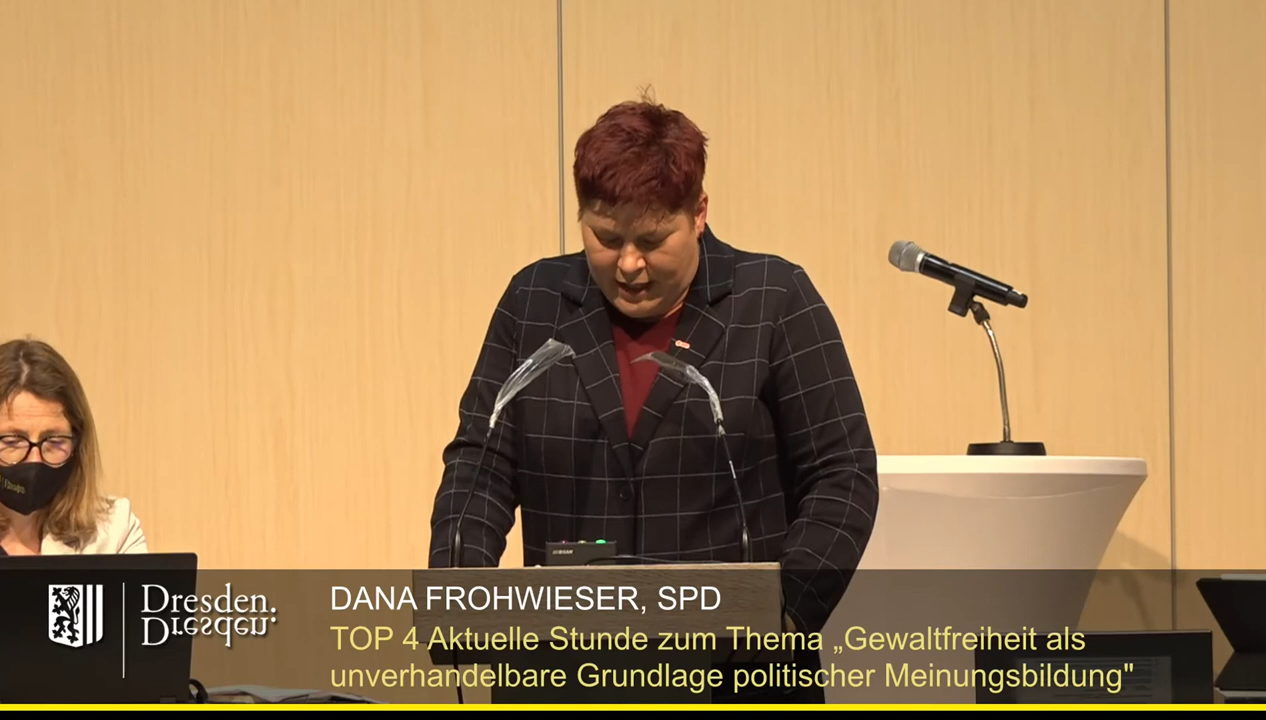 Dresden.
Dresden.
DANA FROHWIESER, SPD
TOP 4 Aktuelle Stunde zum Thema „Gewaltfreiheit als
unverhandelbare Grundlage politischer Meinungsbildung"